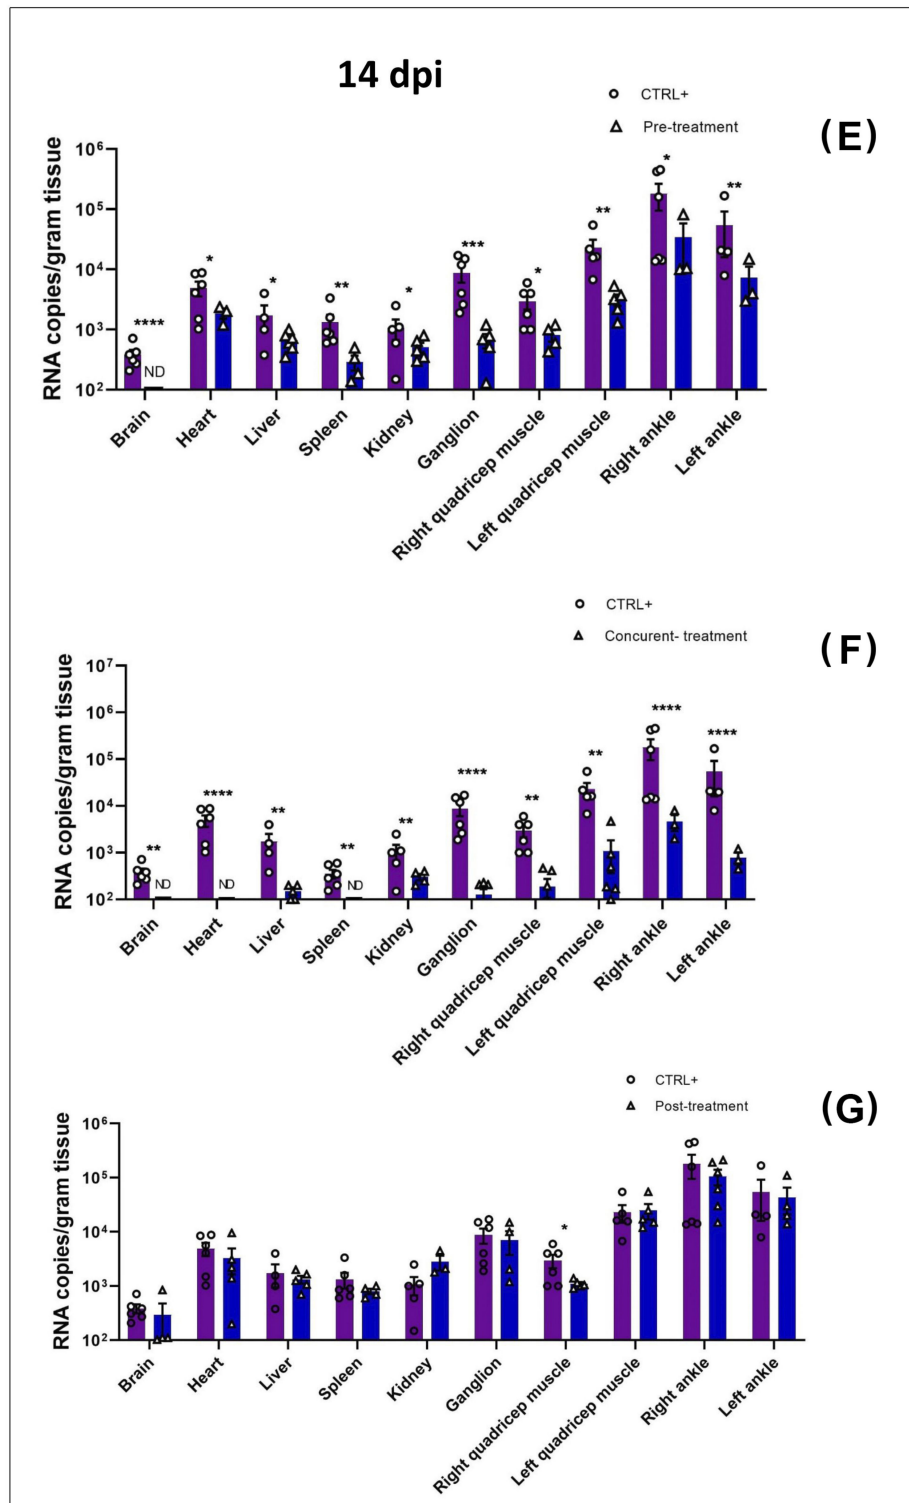 14 dpi
CTRL+
Pre-treatment
(E)
RNA copies/gram tissue
10⁶
10⁵
10⁴
10³
10²
****
ND
*
*
**
*
***
*
**
*
**
Brain
Heart
Liver
Spleen
Kidney
Ganglion
Right quadricep muscle
Left quadricep muscle
Right ankle
Left ankle
CTRL+
Concurent- treatment
(F)
RNA copies/gram tissue
10⁷
10⁶
10⁵
10⁴
10³
10²
**
ND
****
ND
**
**
ND
**
****
**
**
****
****
Brain
Heart
Liver
Spleen
Kidney
Ganglion
Right quadricep muscle
Left quadricep muscle
Right ankle
Left ankle
CTRL+
Post-treatment
(G)
RNA copies/gram tissue
10⁶
10⁵
10⁴
10³
10²
*
Brain
Heart
Liver
Spleen
Kidney
Ganglion
Right quadricep muscle
Left quadricep muscle
Right ankle
Left ankle